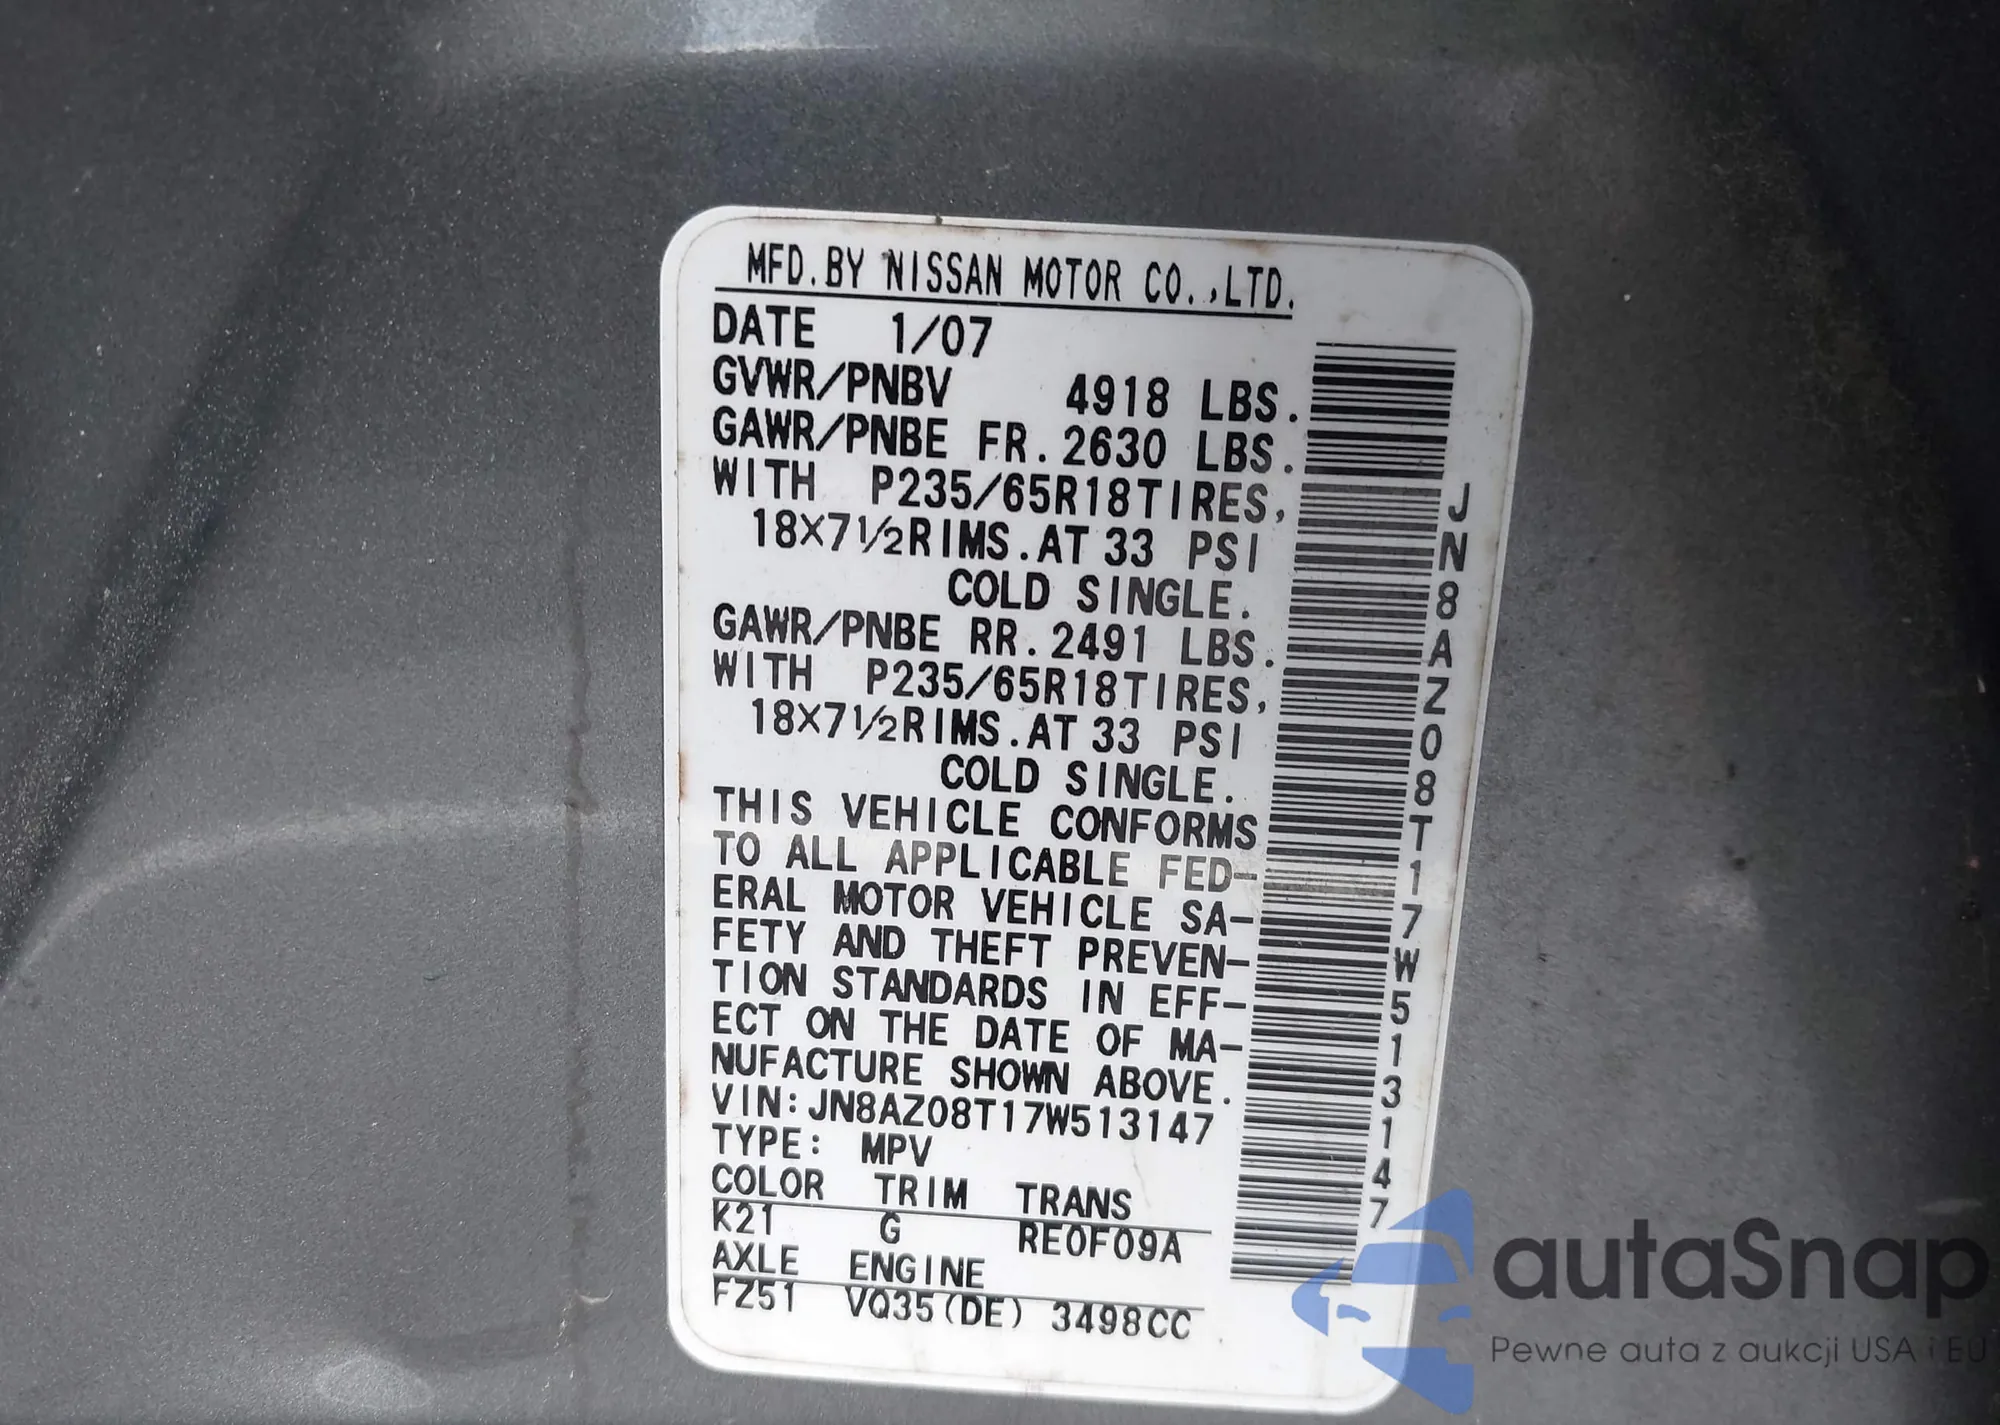 MFD.BY NISSAN MOTOR CO.,LTD.
DATE 1/07
GVWR/PNBV 4918 LBS.
GAWR/PNBE FR. 2630 LBS.
WITH P235/65R18TIRES,
18X7½RIMS.AT 33 PSI
COLD SINGLE.
GAWR/PNBE RR. 2491 LBS.
WITH P235/65R18TIRES,
18X7½RIMS.AT 33 PSI
COLD SINGLE.
THIS VEHICLE CONFORMS
TO ALL APPLICABLE FED-
ERAL MOTOR VEHICLE SA-
FETY AND THEFT PREVEN-
TION STANDARDS IN EFF-
ECT ON THE DATE OF MA-
NUFACTURE SHOWN ABOVE.
VIN:JN8AZ08T17W513147
TYPE: MPV
COLOR TRIM TRANS
K21 G RE0F09A
AXLE ENGINE
FZ51 VQ35(DE) 3498CC
JN8AZ08T17W513147
autaSnap
Pewne auta z aukcji USA i EU